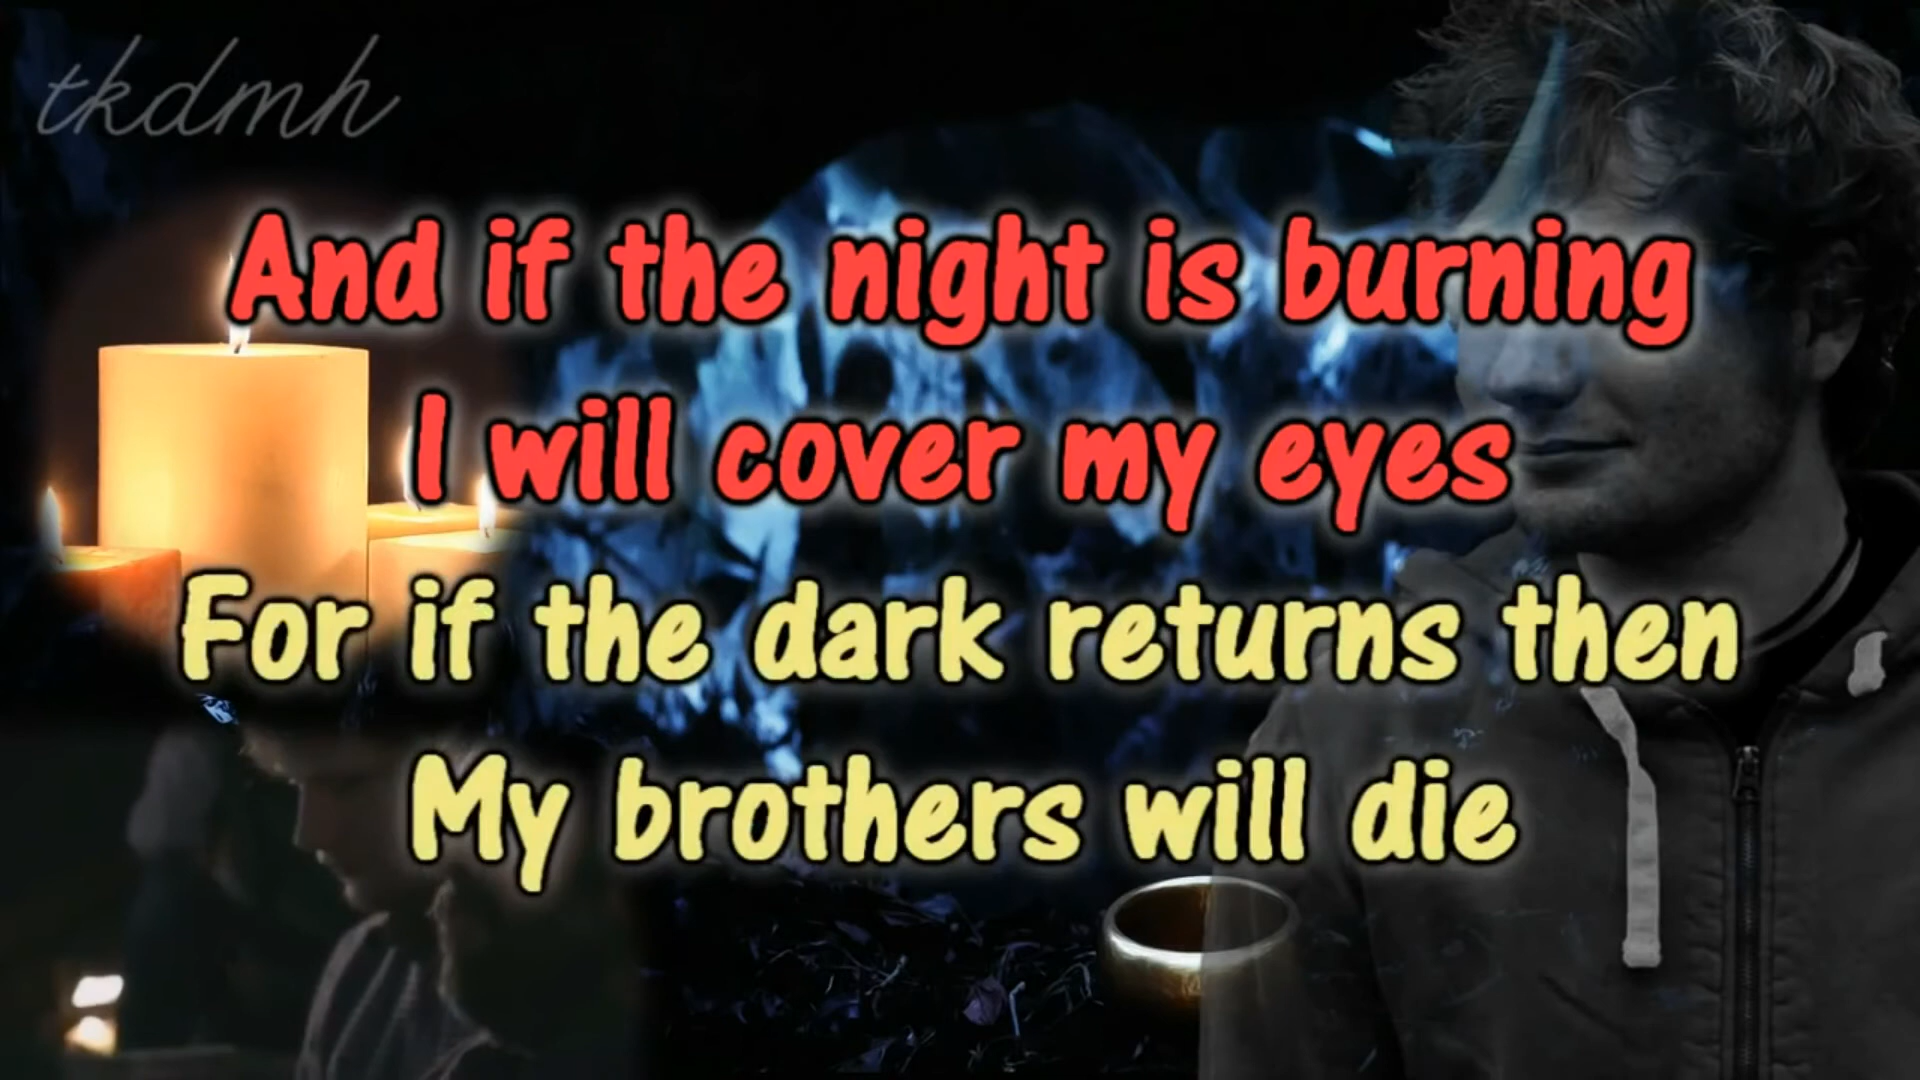 tkdmh
And if the night is burning
I will cover my eyes
For if the dark returns then
My brothers will die